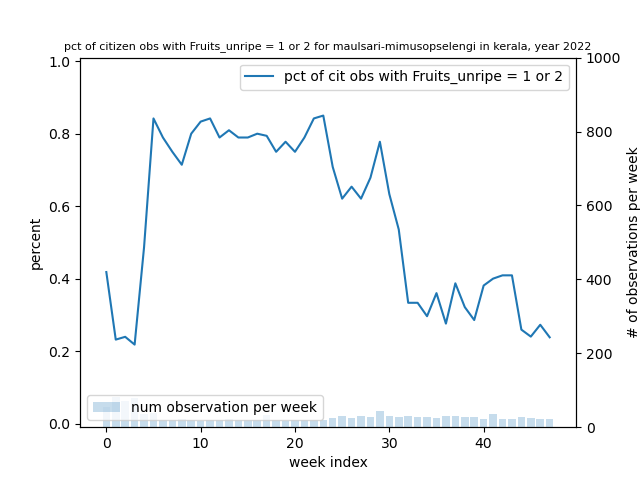 pct of citizen obs with Fruits_unripe = 1 or 2 for maulsari-mimusopselengi in kerala, year 2022
pct of cit obs with Fruits_unripe = 1 or 2
1.0
0.8
0.6
0.4
0.2
0.0
percent
1000
800
600
400
200
0
# of observations per week
num observation per week
0 10 20 30 40
week index